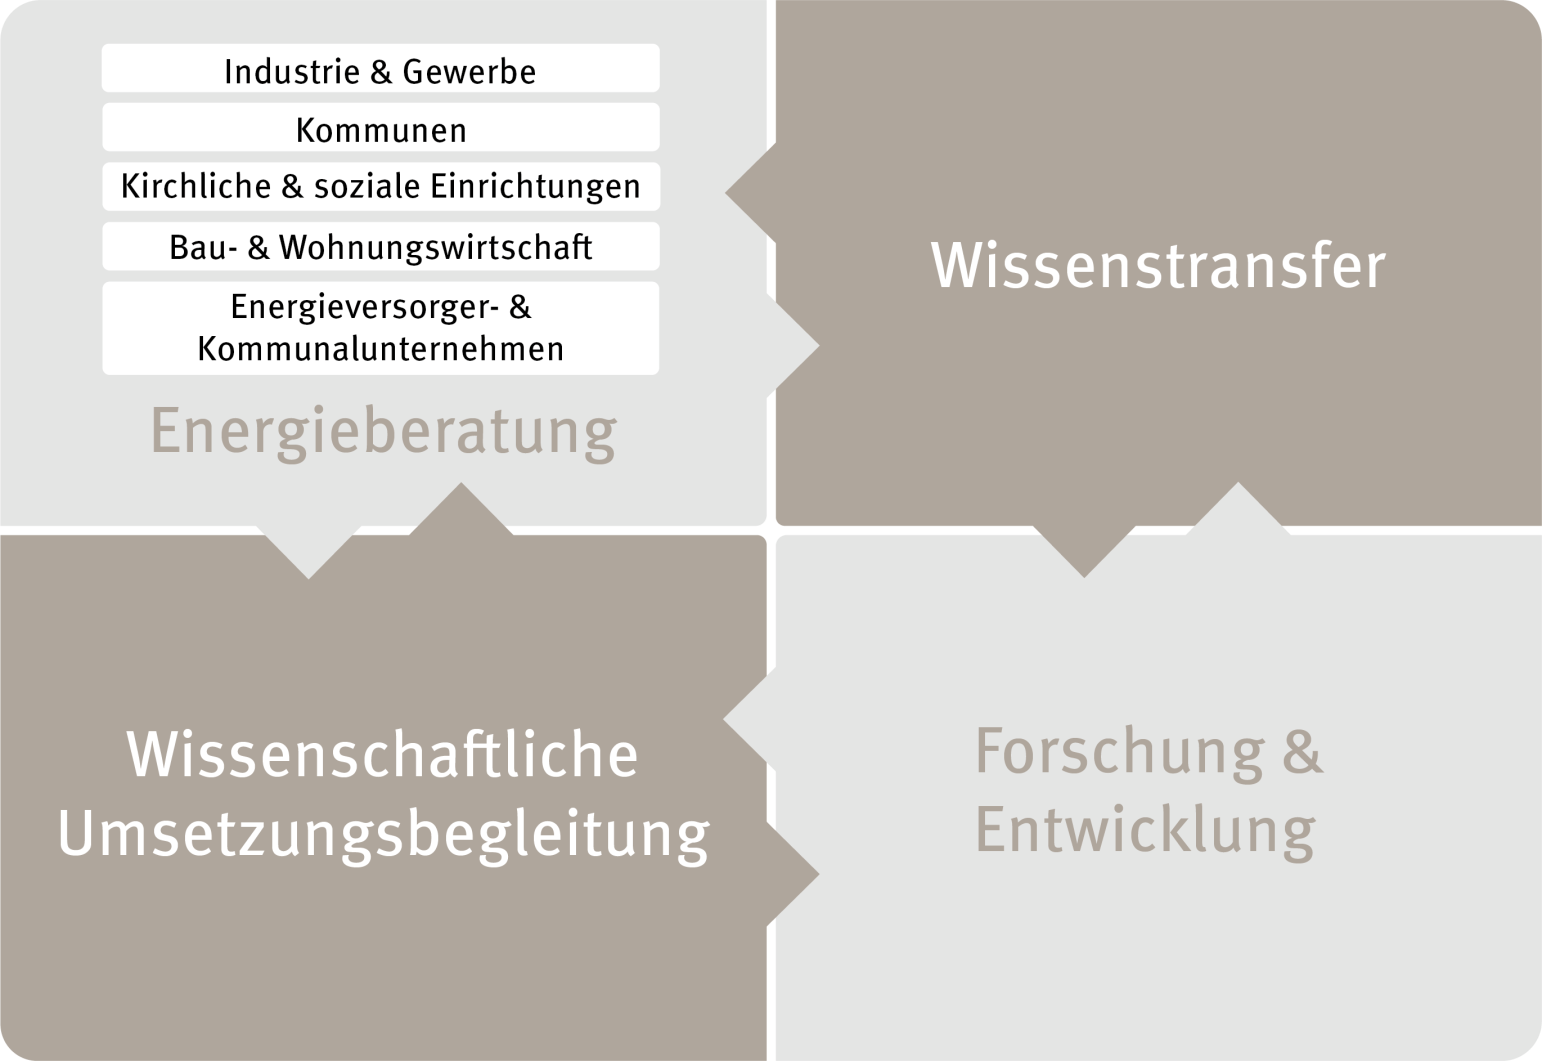 Industrie & Gewerbe
Kommunen
Kirchliche & soziale Einrichtungen
Bau- & Wohnungswirtschaft
Energieversorger- &
Kommunalunternehmen
Energieberatung
Wissenstransfer
Wissenschaftliche
Umsetzungsbegleitung
Forschung &
Entwicklung